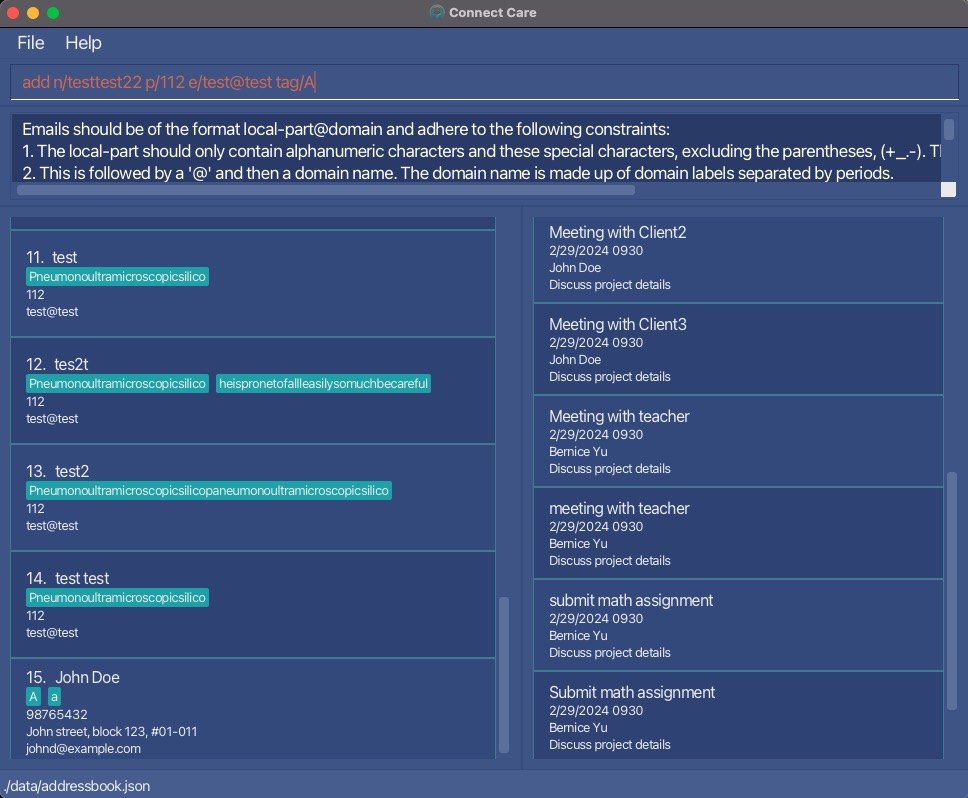 Connect Care
File Help
add n/testtest22 p/112 e/test@test tag/A
Emails should be of the format local-part@domain and adhere to the following constraints:
1. The local-part should only contain alphanumeric characters and these special characters, excluding the parentheses, (+_.-). Tl
2. This is followed by a '@' and then a domain name. The domain name is made up of domain labels separated by periods.
11. test
Pneumonoultramicroscopicsilico
112
test@test
12. tes2t
Pneumonoultramicroscopicsilico heispronetofallleasilysomuchbecareful
112
test@test
13. test2
Pneumonoultramicroscopicsilicopaneumonoultramicroscopicsilico
112
test@test
14. test test
Pneumonoultramicroscopicsilico
112
test@test
15. John Doe
A a
98765432
John street, block 123, #01-011
johnd@example.com
Meeting with Client2
2/29/2024 0930
John Doe
Discuss project details
Meeting with Client3
2/29/2024 0930
John Doe
Discuss project details
Meeting with teacher
2/29/2024 0930
Bernice Yu
Discuss project details
meeting with teacher
2/29/2024 0930
Bernice Yu
Discuss project details
submit math assignment
2/29/2024 0930
Bernice Yu
Discuss project details
Submit math assignment
2/29/2024 0930
Bernice Yu
Discuss project details
./data/addressbook.json